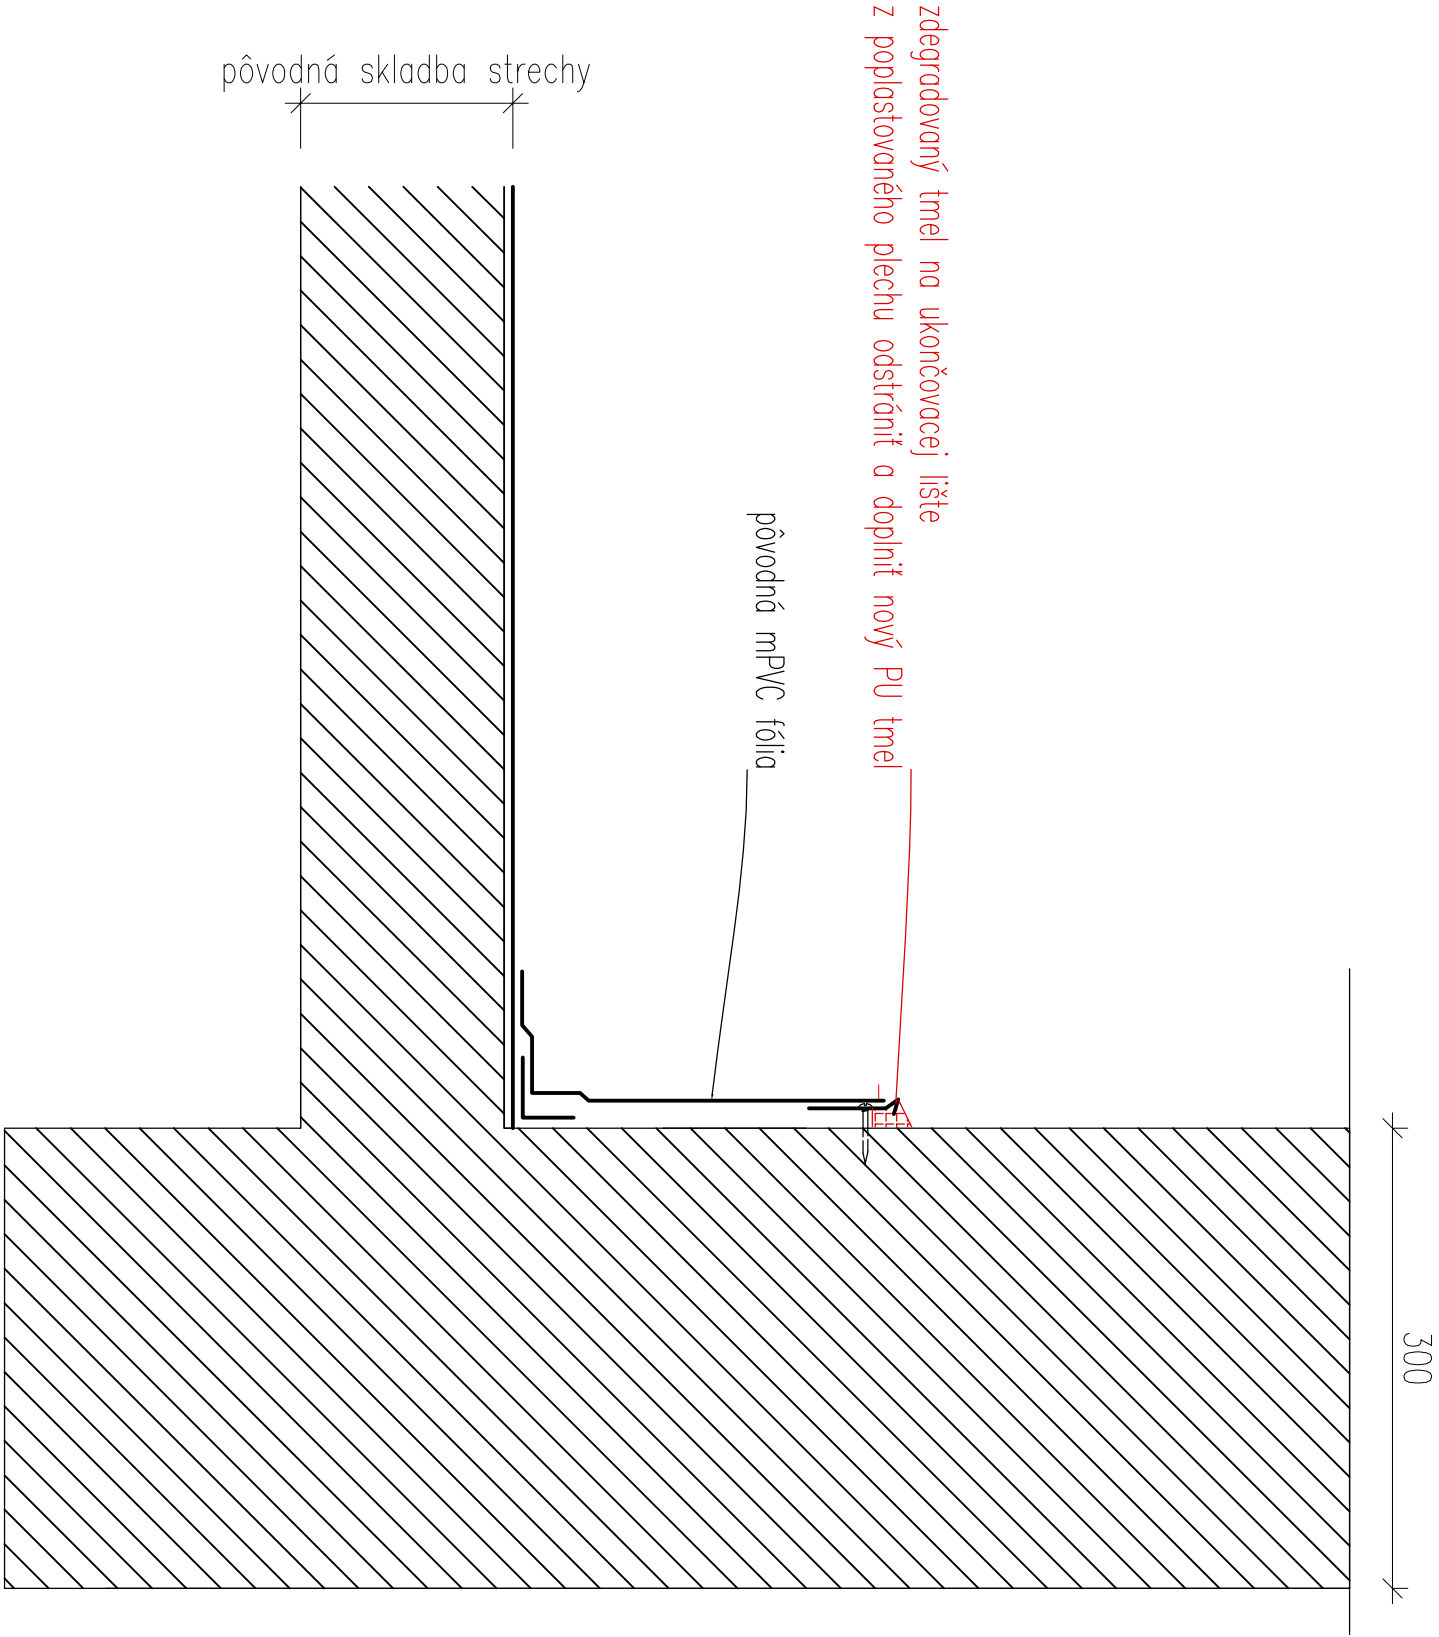 zdegradovaný tmel na ukončovacej lište
z poplastovaného plechu odstrániť a doplniť nový PU tmel
pôvodná mPVC fólia
pôvodná skladba strechy
300